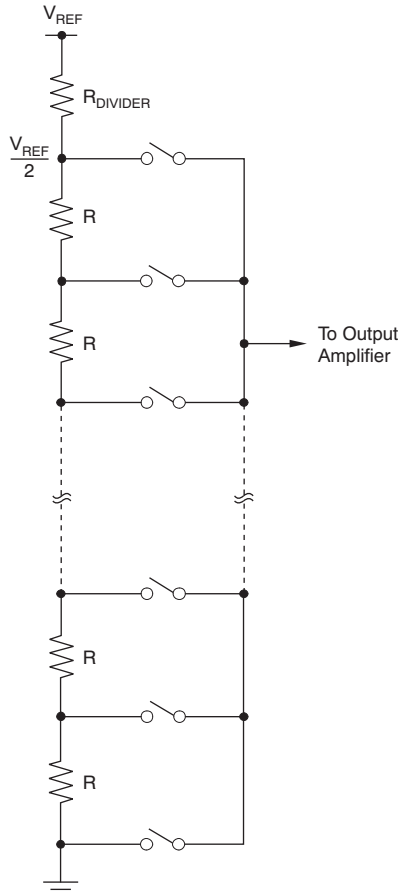 V_REF
R_DIVIDER
V_REF
2
R
R
To Output
Amplifier
R
R